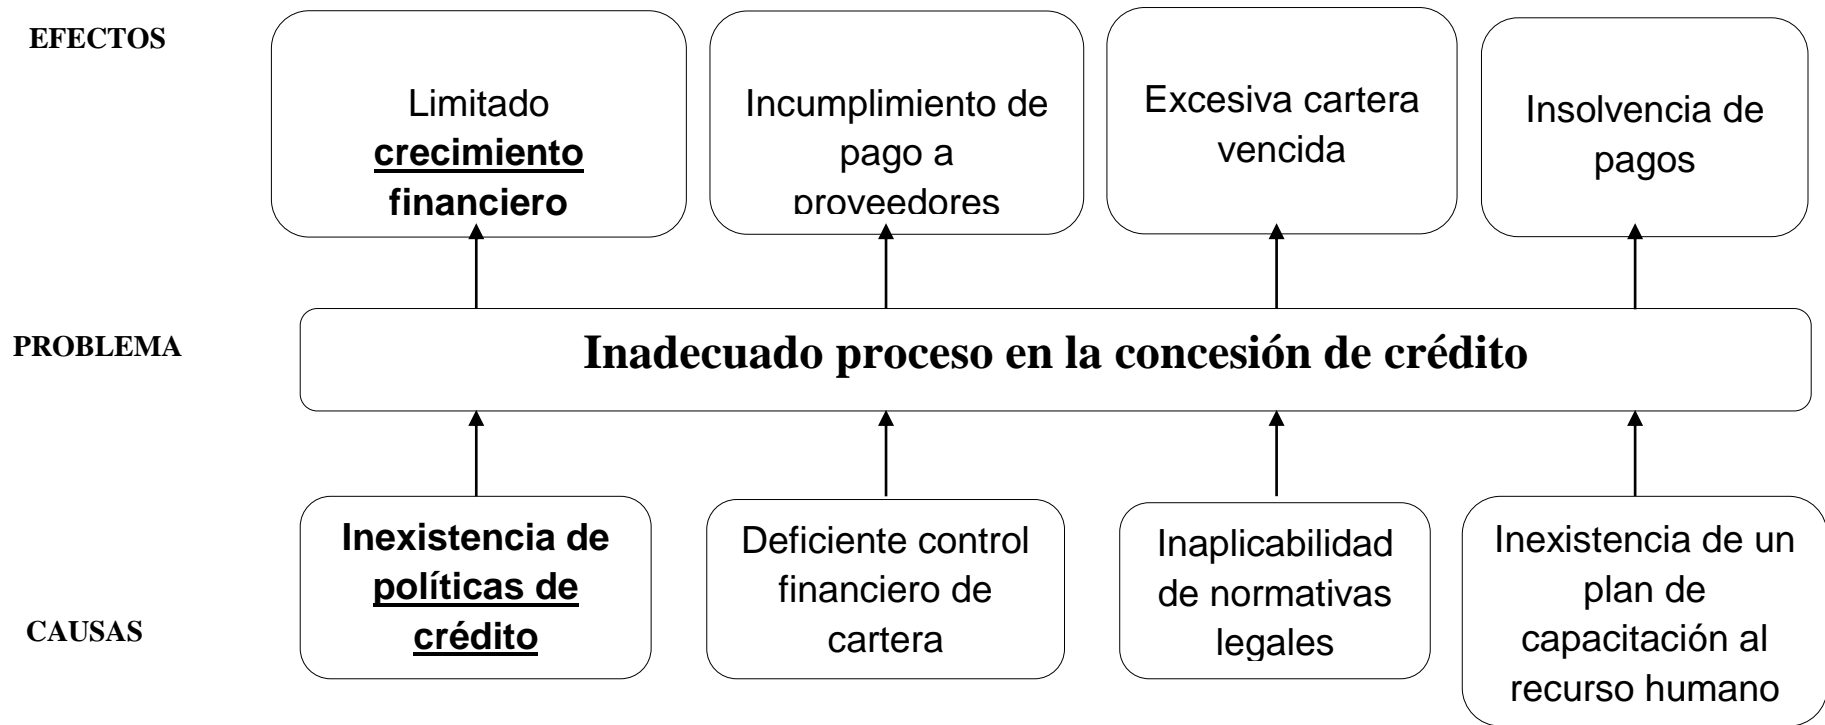 EFECTOS
Limitado
crecimiento
financiero
Incumplimiento de
pago a
proveedores
Excesiva cartera
vencida
Insolvencia de
pagos
PROBLEMA
Inadecuado proceso en la concesión de crédito
CAUSAS
Inexistencia de
políticas de
crédito
Deficiente control
financiero de
cartera
Inaplicabilidad
de normativas
legales
Inexistencia de un
plan de
capacitación al
recurso humano